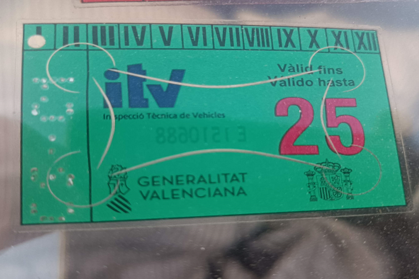 II III IV V VI VII VIII IX X XI XII
itv
Inspecció Tècnica de Vehicles
Vàlid fins
Válido hasta
25
GENERALITAT
VALENCIANA